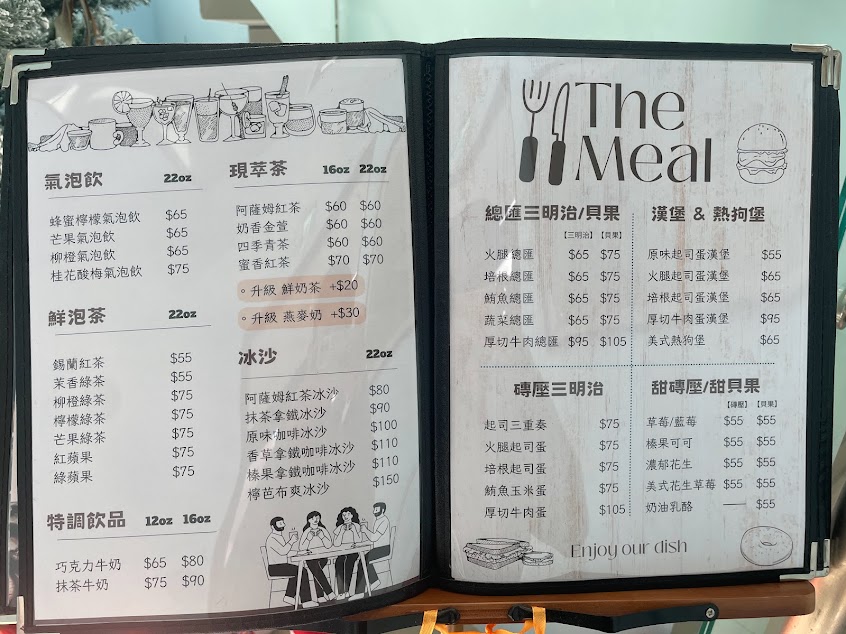 氣泡飲 22oz
蜂蜜檸檬氣泡飲 $65
芒果氣泡飲 $65
柳橙氣泡飲 $65
桂花酸梅氣泡飲 $75
鮮泡茶 22oz
錫蘭紅茶 $55
茉香綠茶 $55
柳橙綠茶 $75
檸檬綠茶 $75
芒果綠茶 $75
紅蘋果 $75
綠蘋果 $75
特調飲品 12oz 16oz
巧克力牛奶 $65 $80
抹茶牛奶 $75 $90
現萃茶 16oz 22oz
阿薩姆紅茶 $60 $60
奶香金萱 $60 $60
四季青茶 $60 $60
蜜香紅茶 $70 $70
。升級 鮮奶茶 +$20
。升級 燕麥奶 +$30
冰沙 22oz
阿薩姆紅茶冰沙 $80
抹茶拿鐵冰沙 $90
原味咖啡冰沙 $100
香草拿鐵咖啡冰沙 $110
榛果拿鐵咖啡冰沙 $110
檸芭布爽冰沙 $150
The
Meal
總匯三明治/貝果
【三明治】【貝果】
火腿總匯 $65 $75
培根總匯 $65 $75
鮪魚總匯 $65 $75
蔬菜總匯 $65 $75
厚切牛肉總匯 $95 $105
漢堡 & 熱狗堡
原味起司蛋漢堡 $55
火腿起司蛋漢堡 $65
培根起司蛋漢堡 $65
厚切牛肉蛋漢堡 $95
美式熱狗堡 $65
磚壓三明治
起司三重奏 $75
火腿起司蛋 $75
培根起司蛋 $75
鮪魚玉米蛋 $75
厚切牛肉蛋 $105
甜磚壓/甜貝果
【磚壓】【貝果】
草莓/藍莓 $55 $55
榛果可可 $55 $55
濃郁花生 $55 $55
美式花生草莓 $55 $55
奶油乳酪 — $55
Enjoy our dish